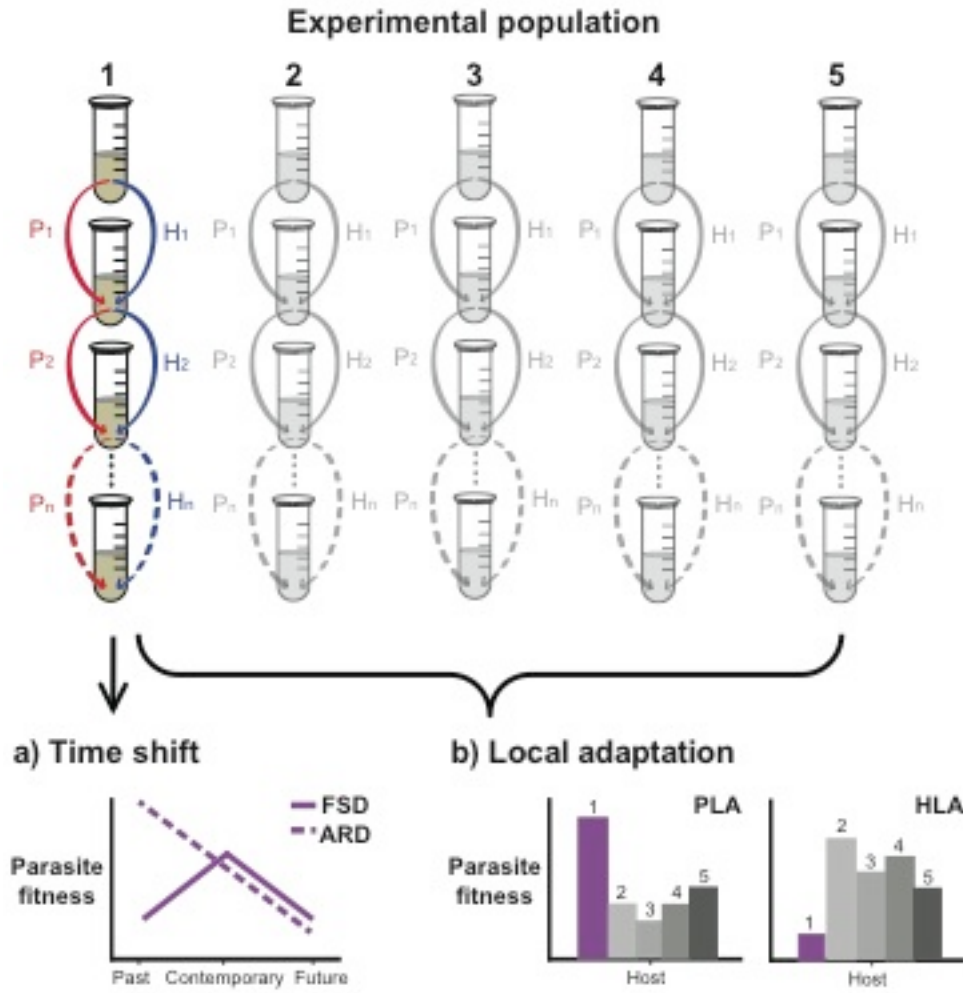 Experimental population
1 2 3 4 5
P1 H1 P1 H1 P1 H1 P1 H1 P1 H1
P2 H2 P2 H2 P2 H2 P2 H2 P2 H2
Pn Hn Pn Hn Pn Hn Pn Hn Pn Hn
a) Time shift
Parasite
fitness
FSD
ARD
Past Contemporary Future
b) Local adaptation
Parasite
fitness
PLA
1
2
3
4
5
Host
HLA
1
2
3
4
5
Host